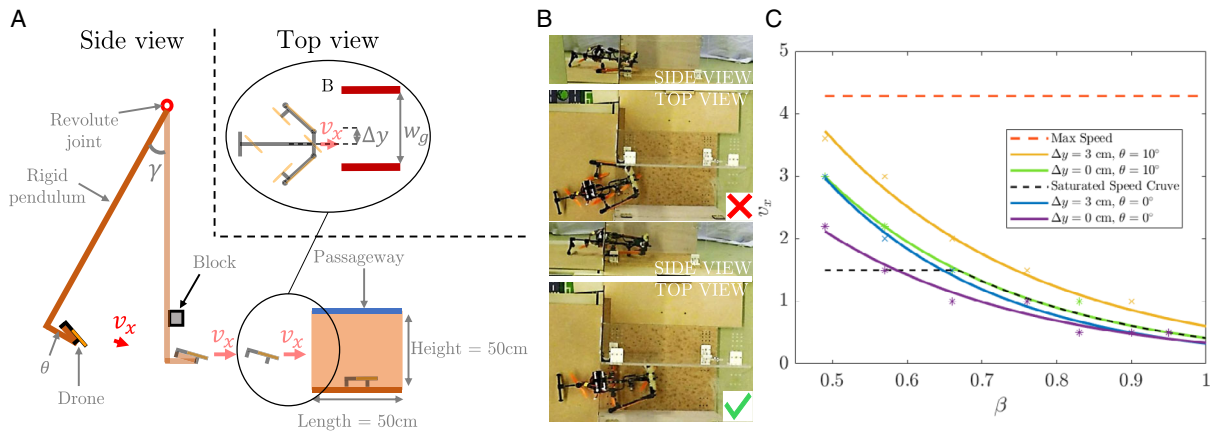 A
Side view
Top view
B
v_x
Δy
w_g
Revolute
joint
γ
Rigid
pendulum
Block
Passageway
v_x
v_x
v_x
θ
Drone
Height = 50cm
Length = 50cm
B
SIDE VIEW
TOP VIEW
SIDE VIEW
TOP VIEW
C
5
4
3
2
1
0
v_x
0.5
0.6
0.7
0.8
0.9
1
β
Max Speed
Δy = 3 cm, θ = 10°
Δy = 0 cm, θ = 10°
Saturated Speed Cruve
Δy = 3 cm, θ = 0°
Δy = 0 cm, θ = 0°